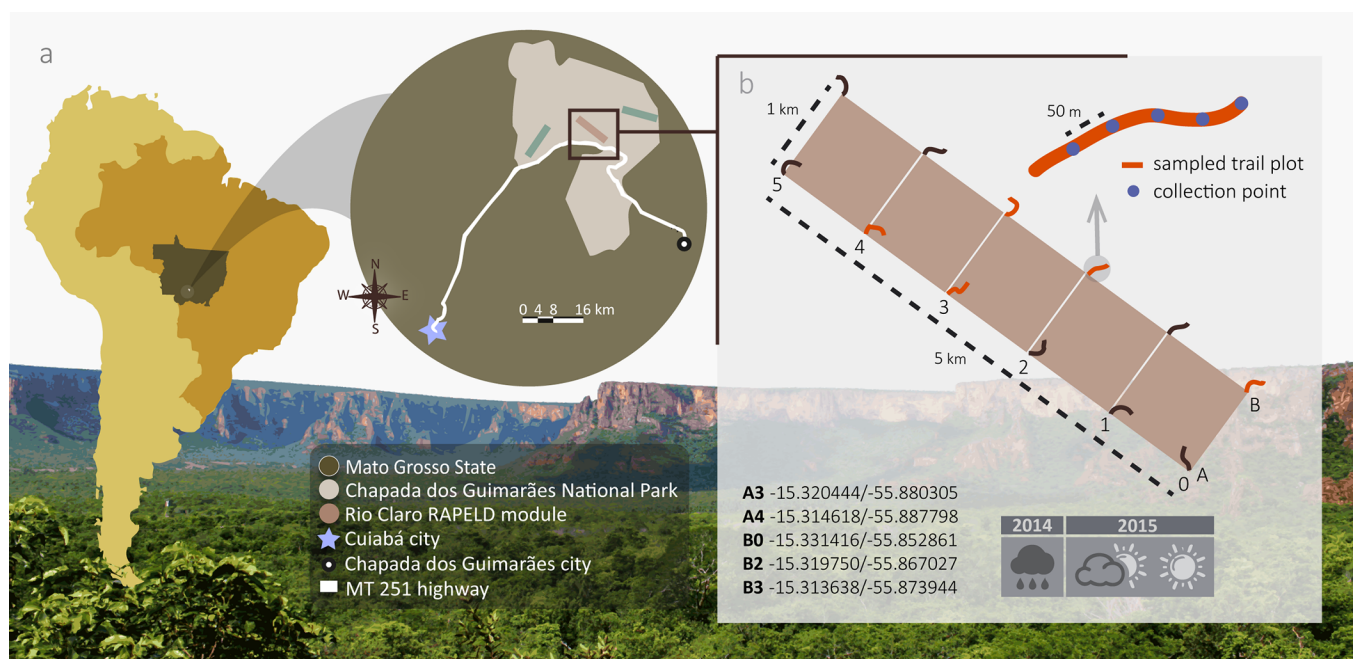 a
N
W E
S
0 4 8 16 km
Mato Grosso State
Chapada dos Guimarães National Park
Rio Claro RAPELD module
Cuiabá city
Chapada dos Guimarães city
MT 251 highway
b
1 km
50 m
sampled trail plot
collection point
5
4
3
2
1
0
5 km
A
B
A3 -15.320444/-55.880305
A4 -15.314618/-55.887798
B0 -15.331416/-55.852861
B2 -15.319750/-55.867027
B3 -15.313638/-55.873944
2014 2015